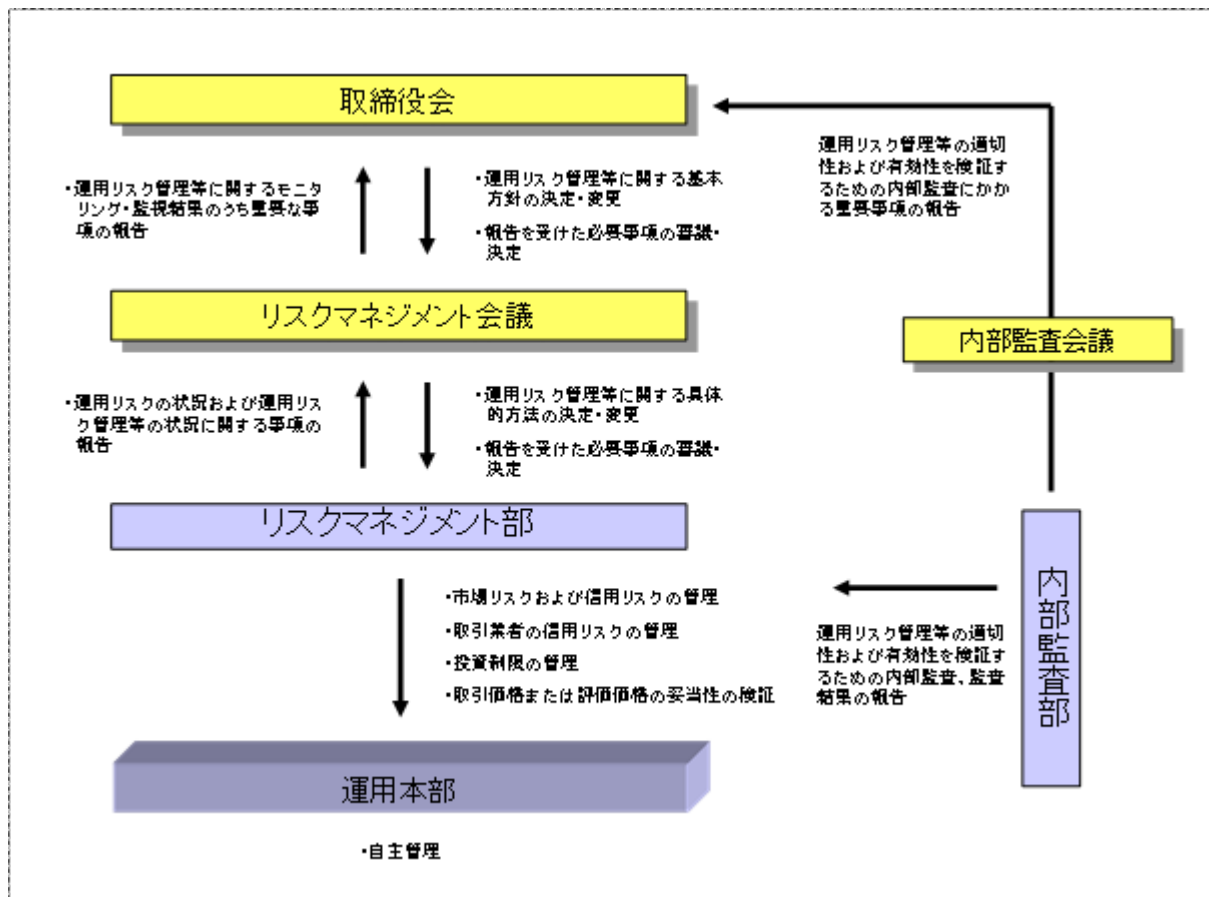 取締役会
・運用リスク管理等に関するモニ
タリング・監視結果のうち重要な事
項の報告
・運用リスク管理等に関する基本
方針の決定・変更
・報告を受けた必要事項の審議・
決定
運用リスク管理等の適切
性および有効性を検証す
るための内部監査にかか
る重要事項の報告
リスクマネジメント会議
内部監査会議
・運用リスクの状況および運用リス
ク管理等の状況に関する事項の
報告
・運用リスク管理等に関する具体
的方法の決定・変更
・報告を受けた必要事項の審議・
決定
リスクマネジメント部
・市場リスクおよび信用リスクの管理
・取引業者の信用リスクの管理
・投資制限の管理
・取引価格または評価価格の妥当性の検証
運用リスク管理等の適切
性および有効性を検証す
るための内部監査、監査
結果の報告
内部監査部
運用本部
・自主管理